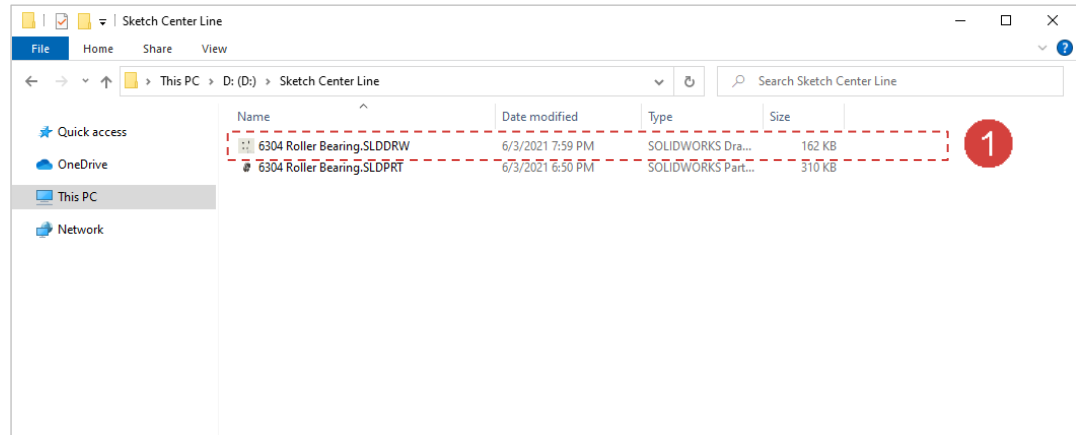 Sketch Center Line
File Home Share View
This PC > D: (D:) > Sketch Center Line Search Sketch Center Line
Name Date modified Type Size
Quick access
6304 Roller Bearing.SLDDRW 6/3/2021 7:59 PM SOLIDWORKS Dra... 162 KB
1
OneDrive
6304 Roller Bearing.SLDPRT 6/3/2021 6:50 PM SOLIDWORKS Part... 310 KB
This PC
Network